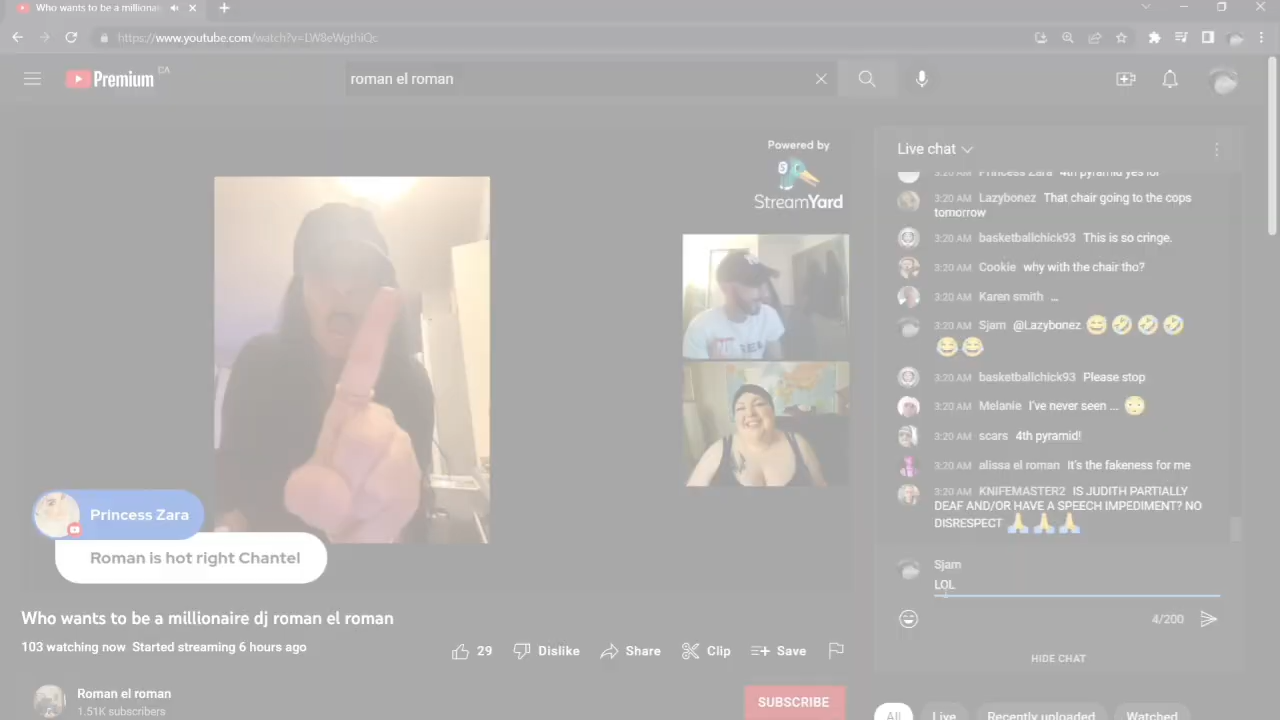 Who wants to be a millionai
https://www.youtube.com/watch?v=LW8eWgthiQc
Premium CA
roman el roman
Powered by
StreamYard
Princess Zara
Roman is hot right Chantel
Who wants to be a millionaire dj roman el roman
103 watching now Started streaming 6 hours ago
29 Dislike Share Clip Save
Roman el roman
1.51K subscribers
SUBSCRIBE
Live chat
3:20 AM Princess Zara 4th pyramid yes lol
3:20 AM Lazybonez That chair going to the cops
tomorrow
3:20 AM basketballchick93 This is so cringe.
3:20 AM Cookie why with the chair tho?
3:20 AM Karen smith ...
3:20 AM Sjam @Lazybonez
3:20 AM basketballchick93 Please stop
3:20 AM Melanie I've never seen ...
3:20 AM scars 4th pyramid!
3:20 AM alissa el roman It's the fakeness for me
3:20 AM KNIFEMASTER2 IS JUDITH PARTIALLY
DEAF AND/OR HAVE A SPEECH IMPEDIMENT? NO
DISRESPECT
Sjam
LOL
4/200
HIDE CHAT
All Live Recently uploaded Watched